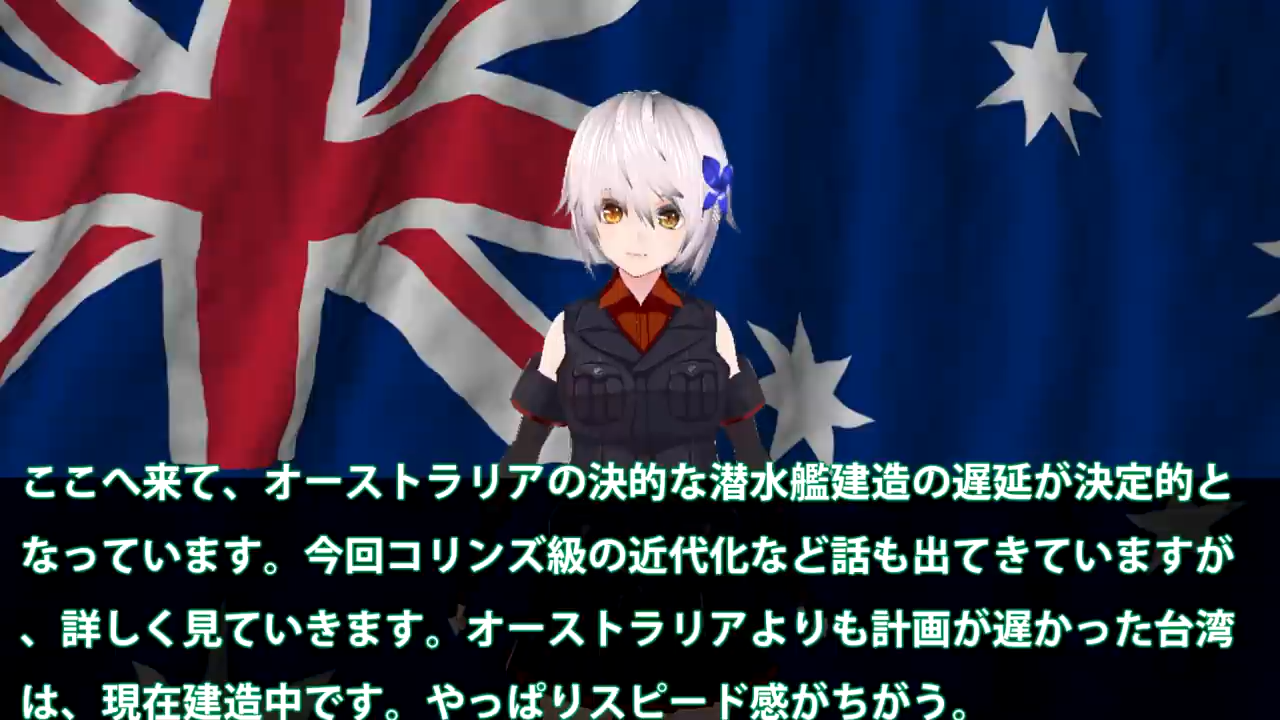 ここへ来て、オーストラリアの決的な潜水艦建造の遅延が決定的と
なっています。今回コリンズ級の近代化など話も出てきていますが
、詳しく見ていきます。オーストラリアよりも計画が遅かった台湾
は、現在建造中です。やっぱりスピード感がちがう。